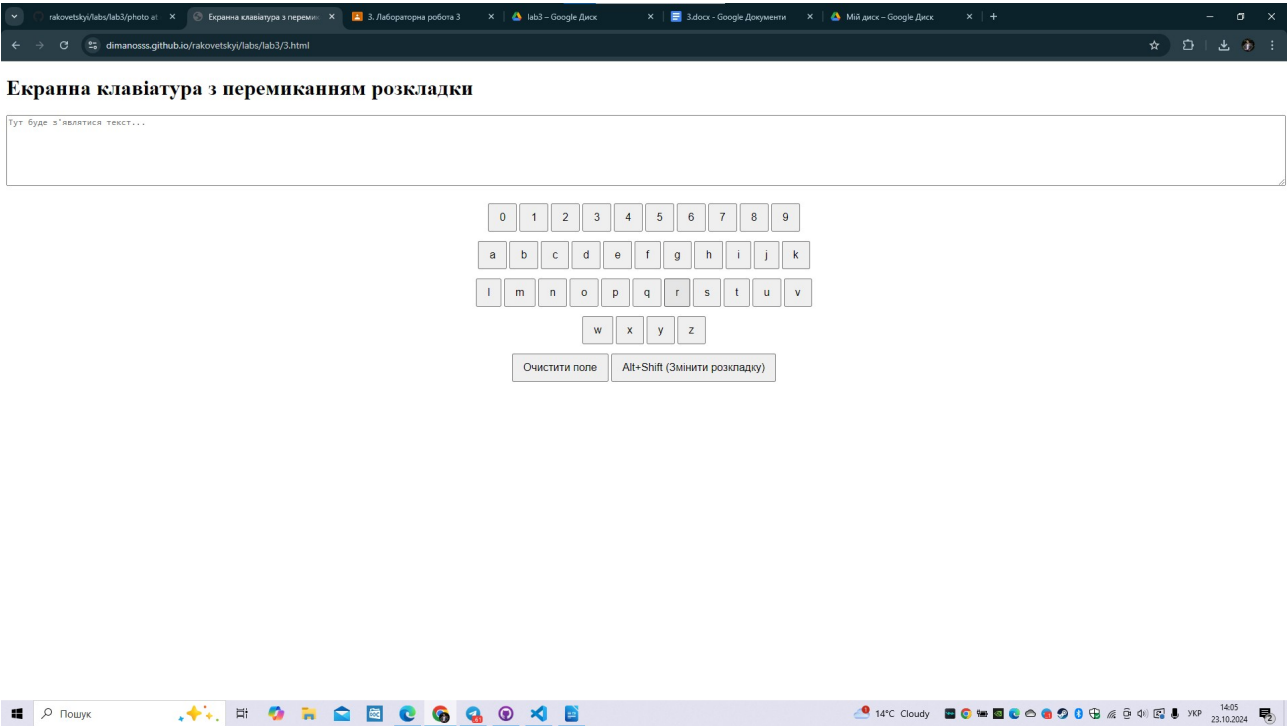 rakovetskyi/labs/lab3/photo at
Екранна клавіатура з перемик
3. Лабораторна робота 3
lab3 – Google Диск
3.docx - Google Документи
Мій диск – Google Диск
dimanosss.github.io/rakovetskyi/labs/lab3/3.html
Екранна клавіатура з перемиканням розкладки
Тут буде з'являтися текст...
0 1 2 3 4 5 6 7 8 9
a b c d e f g h i j k
l m n o p q r s t u v
w x y z
Очистити поле Alt+Shift (Змінити розкладку)
Пошук
14°C Cloudy
УКР
14:05
23.10.2024